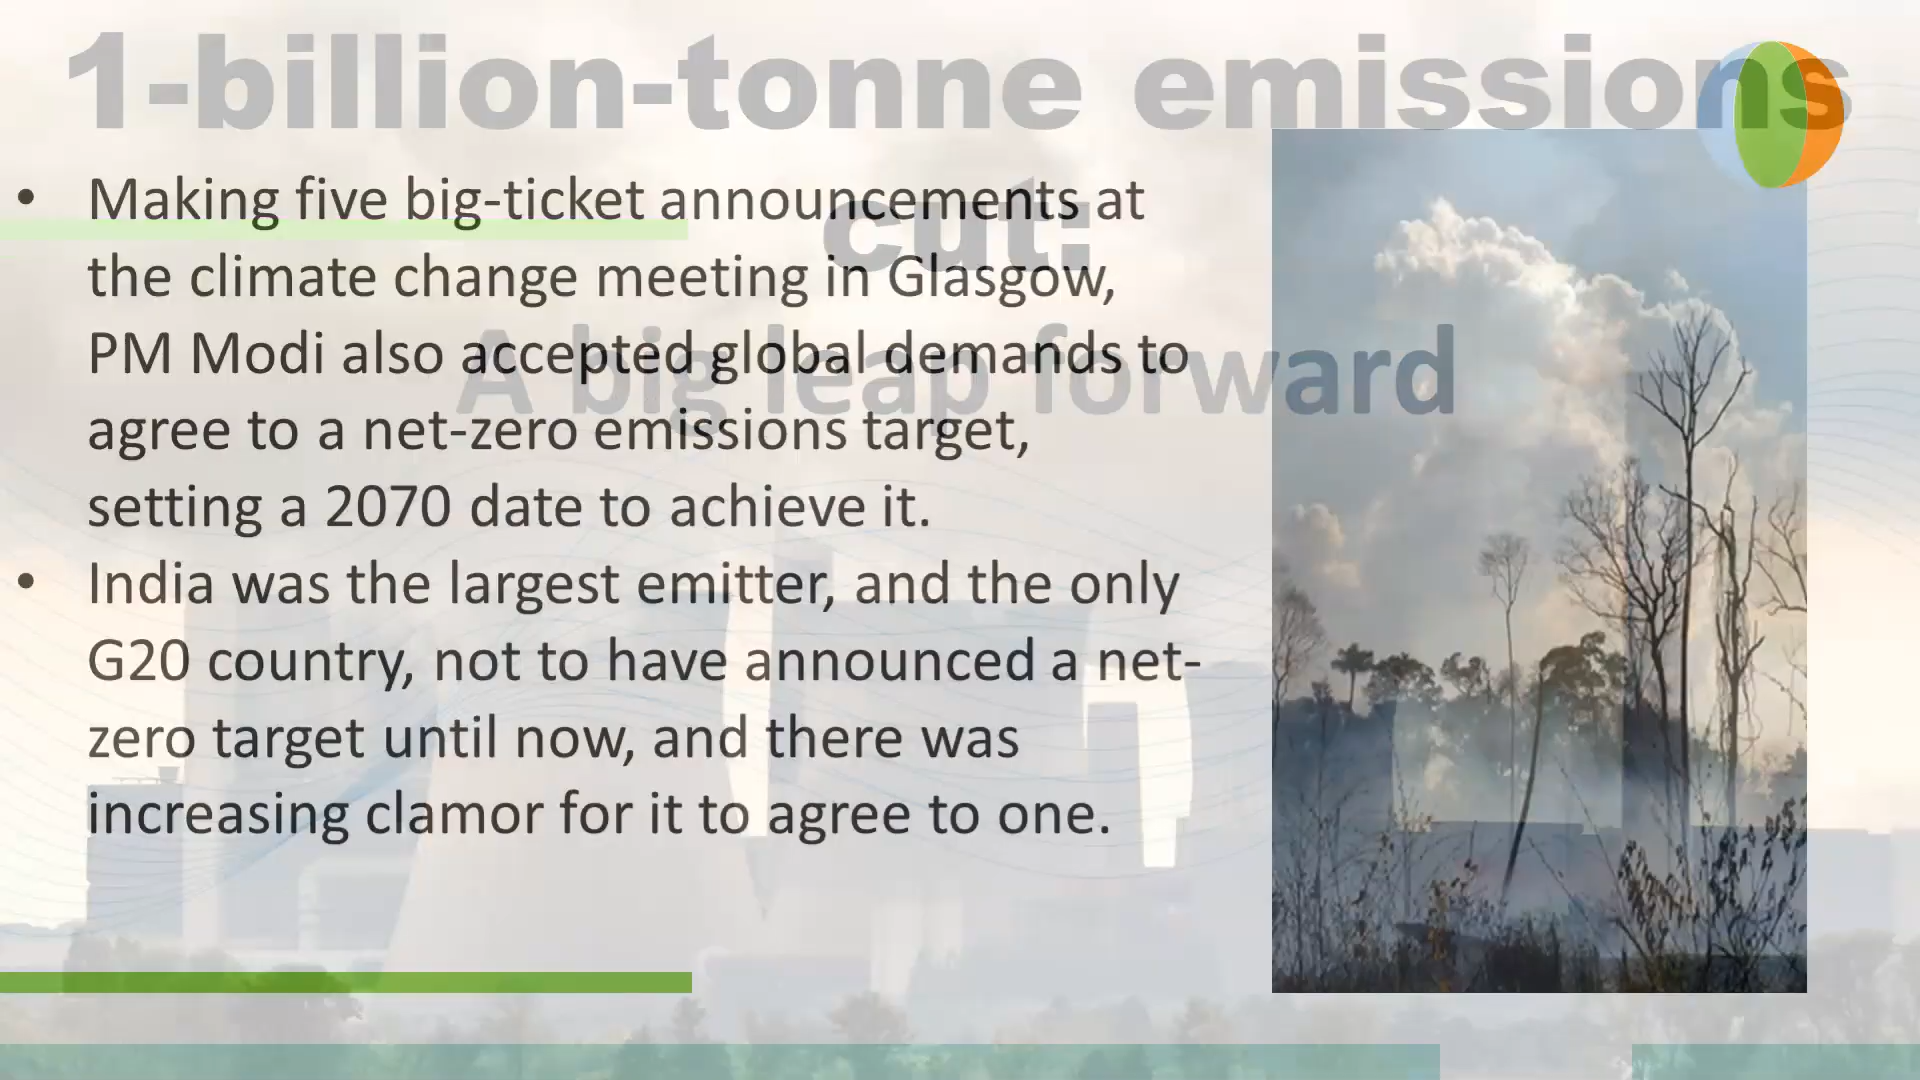 1-billion-tonne emissions
cut:
A big leap forward
• Making five big-ticket announcements at
the climate change meeting in Glasgow,
PM Modi also accepted global demands to
agree to a net-zero emissions target,
setting a 2070 date to achieve it.
• India was the largest emitter, and the only
G20 country, not to have announced a net-
zero target until now, and there was
increasing clamor for it to agree to one.